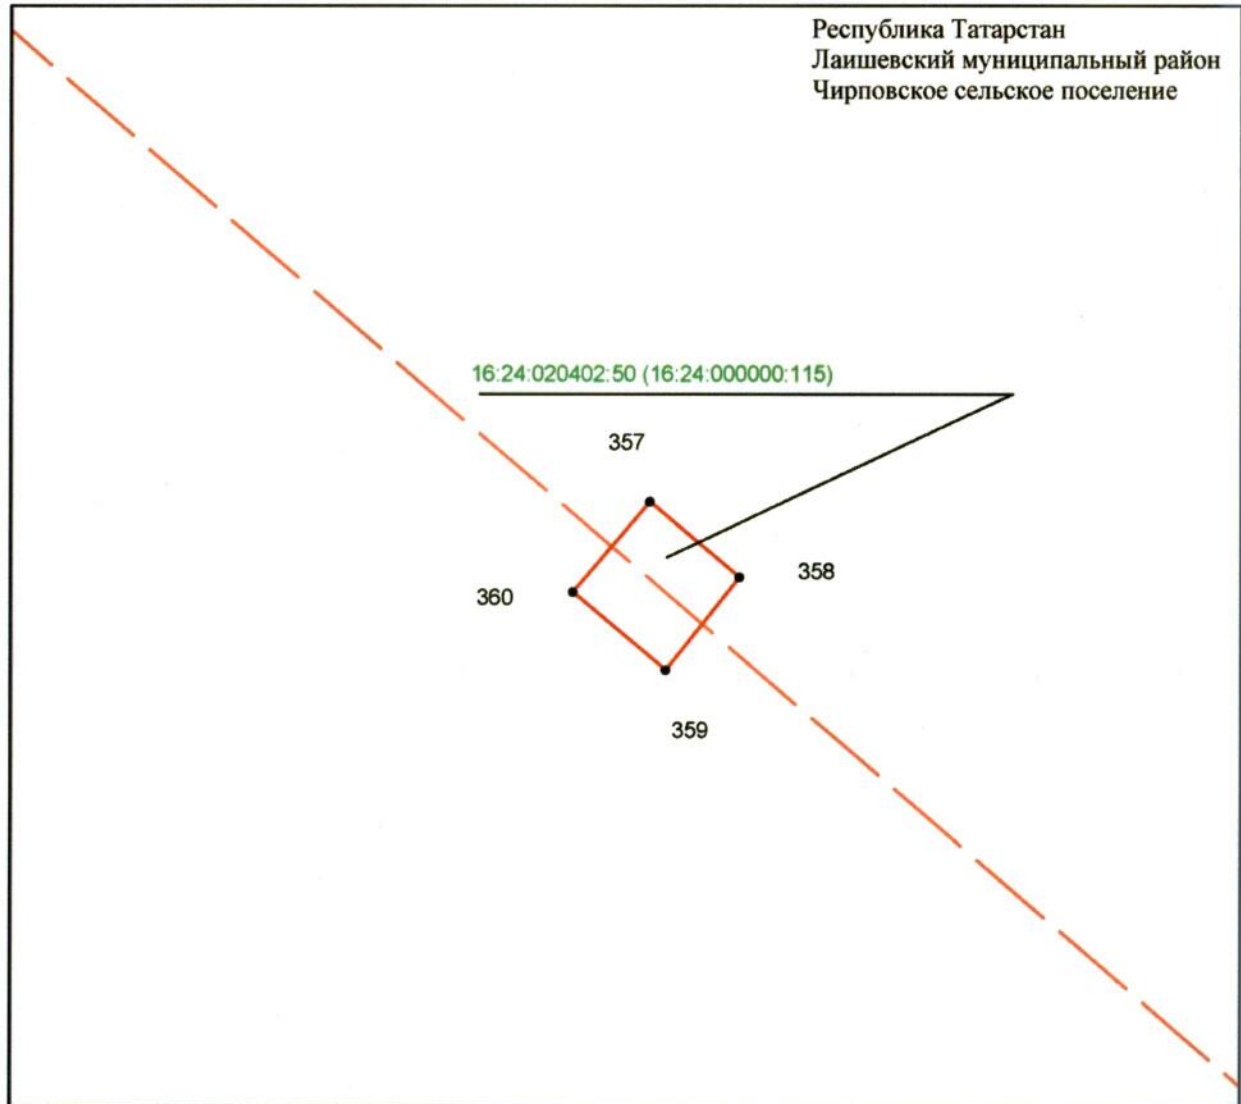 Республика Татарстан
Лаишевский муниципальный район
Чирповское сельское поселение
16:24:020402:50 (16:24:000000:115)
357
358
360
359